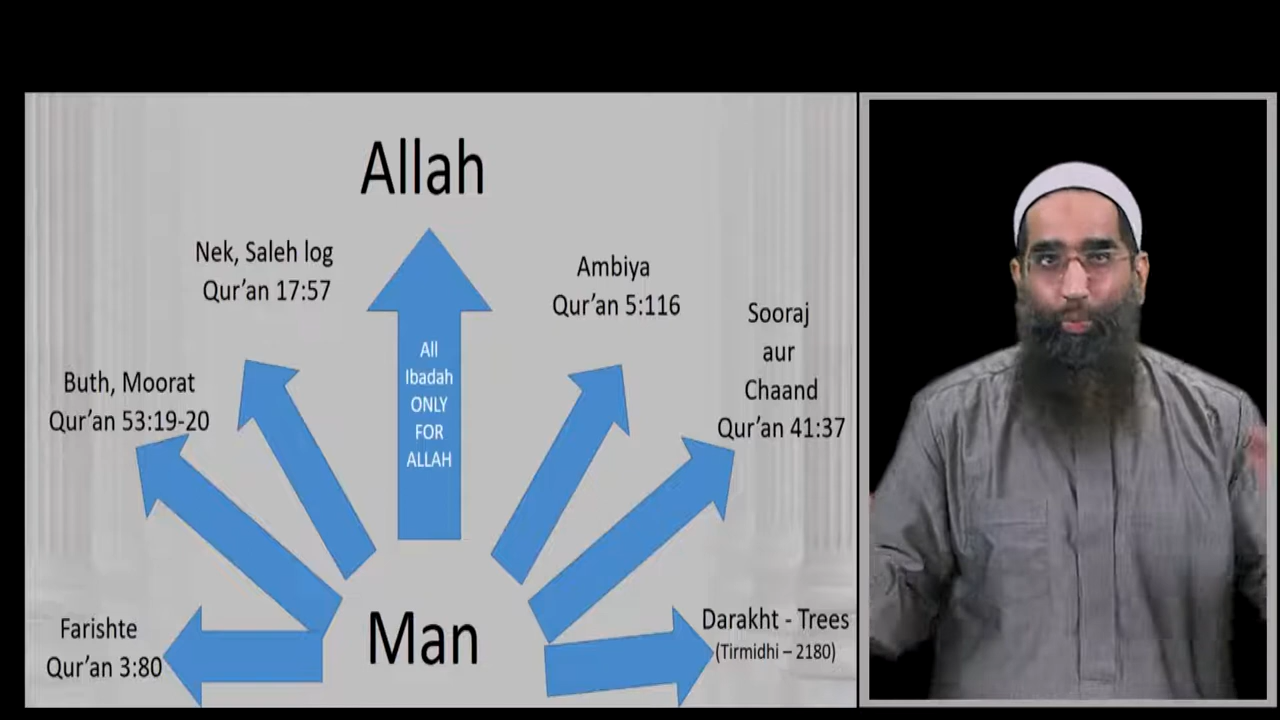 Allah
Nek, Saleh log
Qur’an 17:57
Ambiya
Qur’an 5:116
Sooraj
aur
Chaand
Qur’an 41:37
Buth, Moorat
Qur’an 53:19-20
All
Ibadah
ONLY
FOR
ALLAH
Farishte
Qur’an 3:80
Man
Darakht - Trees
(Tirmidhi – 2180)